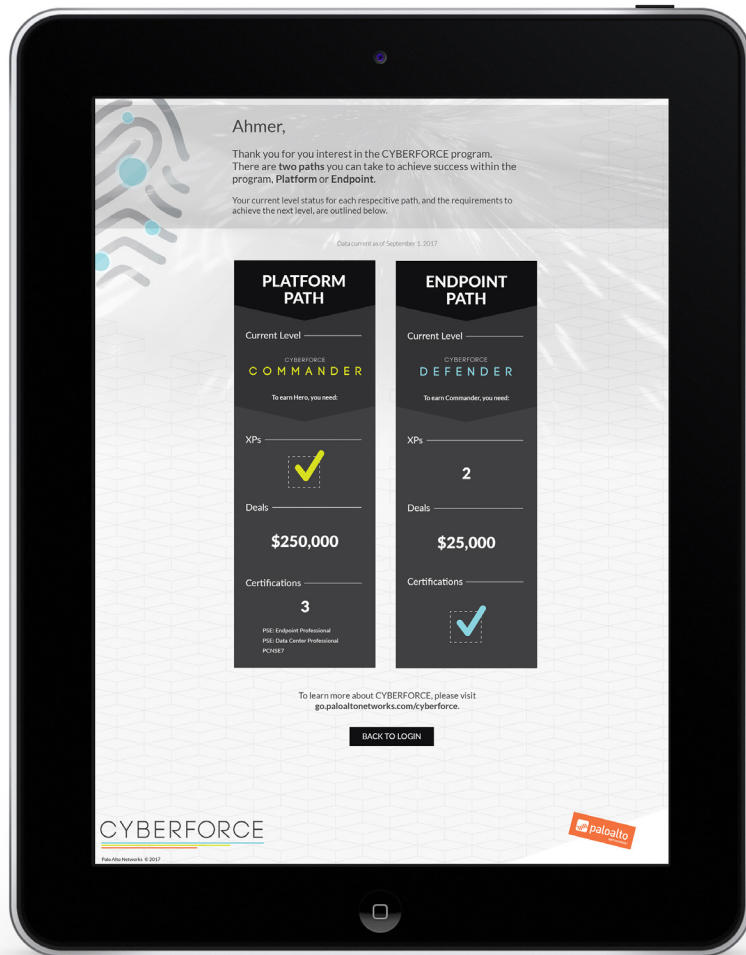 Ahmer,
Thank you for you interest in the CYBERFORCE program.
There are two paths you can take to achieve success within the
program, Platform or Endpoint.
Your current level status for each respecitive path, and the requirements to
achieve the next level, are outlined below.
Data current as of September 1, 2017
PLATFORM
PATH
Current Level
CYBERFORCE
COMMANDER
To earn Hero, you need:
XPs
Deals
$250,000
Certifications
3
PSE: Endpoint Professional
PSE: Data Center Professional
PCNSE7
ENDPOINT
PATH
Current Level
CYBERFORCE
DEFENDER
To earn Commander, you need:
XPs
2
Deals
$25,000
Certifications
To learn more about CYBERFORCE, please visit
go.paloaltonetworks.com/cyberforce.
BACK TO LOGIN
CYBERFORCE
Palo Alto Networks © 2017
paloalto